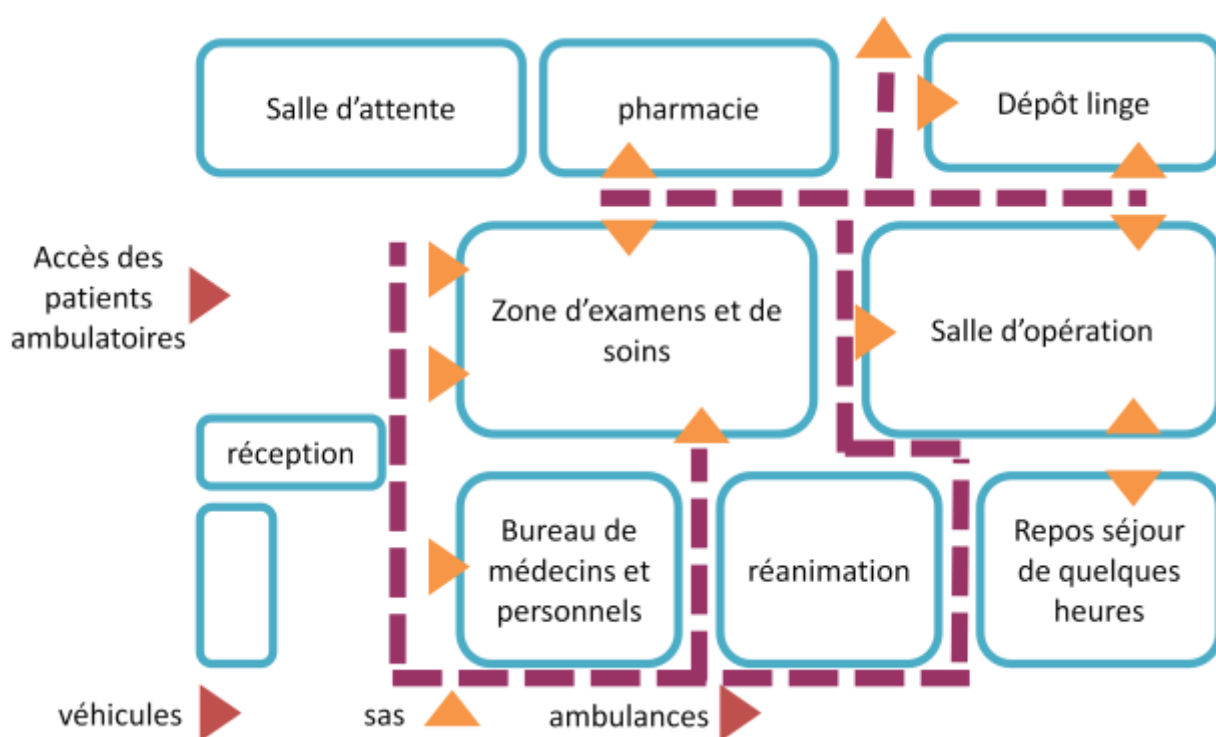 Salle d'attente
pharmacie
Dépôt linge
Accès des
patients
ambulatoires
Zone d'examens et de
soins
Salle d'opération
réception
Bureau de
médecins et
personnels
réanimation
Repos séjour
de quelques
heures
véhicules
sas
ambulances